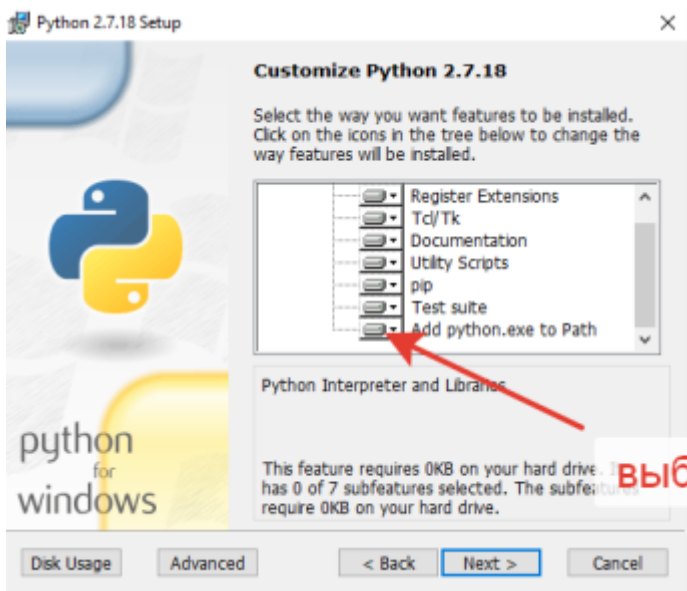 Python 2.7.18 Setup
Customize Python 2.7.18
Select the way you want features to be installed.
Click on the icons in the tree below to change the
way features will be installed.
Register Extensions
Tcl/Tk
Documentation
Utility Scripts
pip
Test suite
Add python.exe to Path
Python Interpreter and Libraries
This feature requires 0KB on your hard drive.
has 0 of 7 subfeatures selected. The subfeatures
require 0KB on your hard drive.
выб
python
for
windows
Disk Usage
Advanced
< Back
Next >
Cancel